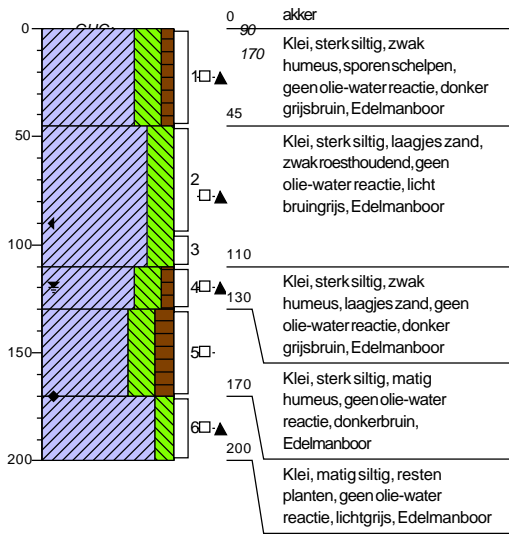 0 akker
90
170
0
Klei, sterk siltig, zwak
humeus, sporen schelpen,
geen olie-water reactie, donker
grijsbruin, Edelmanboor
1
45
50
Klei, sterk siltig, laagjes zand,
zwak roesthoudend, geen
olie-water reactie, licht
bruingrijs, Edelmanboor
2
100
3
110
Klei, sterk siltig, zwak
humeus, laagjes zand, geen
olie-water reactie, donker
grijsbruin, Edelmanboor
4
130
150
5
170
Klei, sterk siltig, matig
humeus, geen olie-water
reactie, donkerbruin,
Edelmanboor
6
200
200
Klei, matig siltig, resten
planten, geen olie-water
reactie, lichtgrijs, Edelmanboor